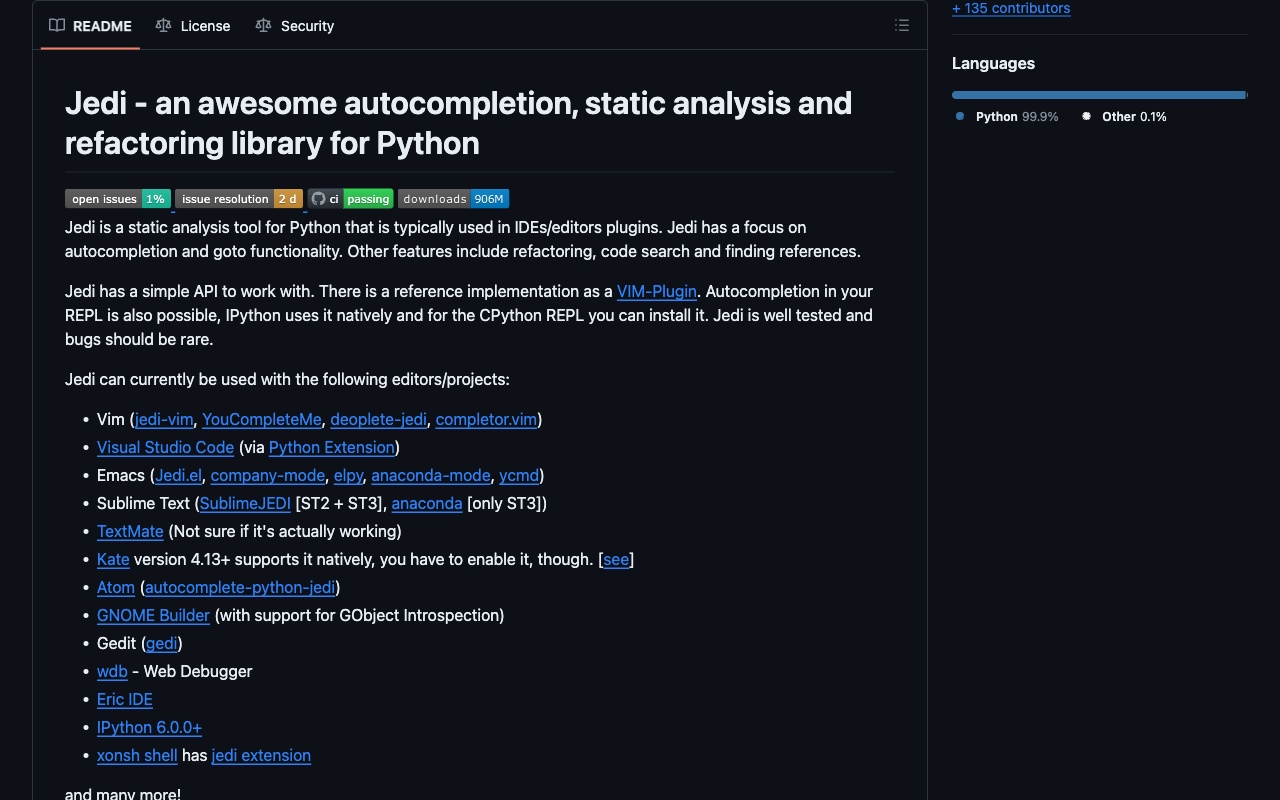 README
License
Security
+ 135 contributors
Languages
Python 99.9%
Other 0.1%
Jedi - an awesome autocompletion, static analysis and
refactoring library for Python
open issues 1% issue resolution 2 d ci passing downloads 906M
Jedi is a static analysis tool for Python that is typically used in IDEs/editors plugins. Jedi has a focus on
autocompletion and goto functionality. Other features include refactoring, code search and finding references.
Jedi has a simple API to work with. There is a reference implementation as a VIM-Plugin. Autocompletion in your
REPL is also possible, IPython uses it natively and for the CPython REPL you can install it. Jedi is well tested and
bugs should be rare.
Jedi can currently be used with the following editors/projects:
• Vim (jedi-vim, YouCompleteMe, deoplete-jedi, completor.vim)
• Visual Studio Code (via Python Extension)
• Emacs (Jedi.el, company-mode, elpy, anaconda-mode, ycmd)
• Sublime Text (SublimeJEDI [ST2 + ST3], anaconda [only ST3])
• TextMate (Not sure if it's actually working)
• Kate version 4.13+ supports it natively, you have to enable it, though. [see]
• Atom (autocomplete-python-jedi)
• GNOME Builder (with support for GObject Introspection)
• Gedit (gedi)
• wdb - Web Debugger
• Eric IDE
• IPython 6.0.0+
• xonsh shell has jedi extension
and many more!